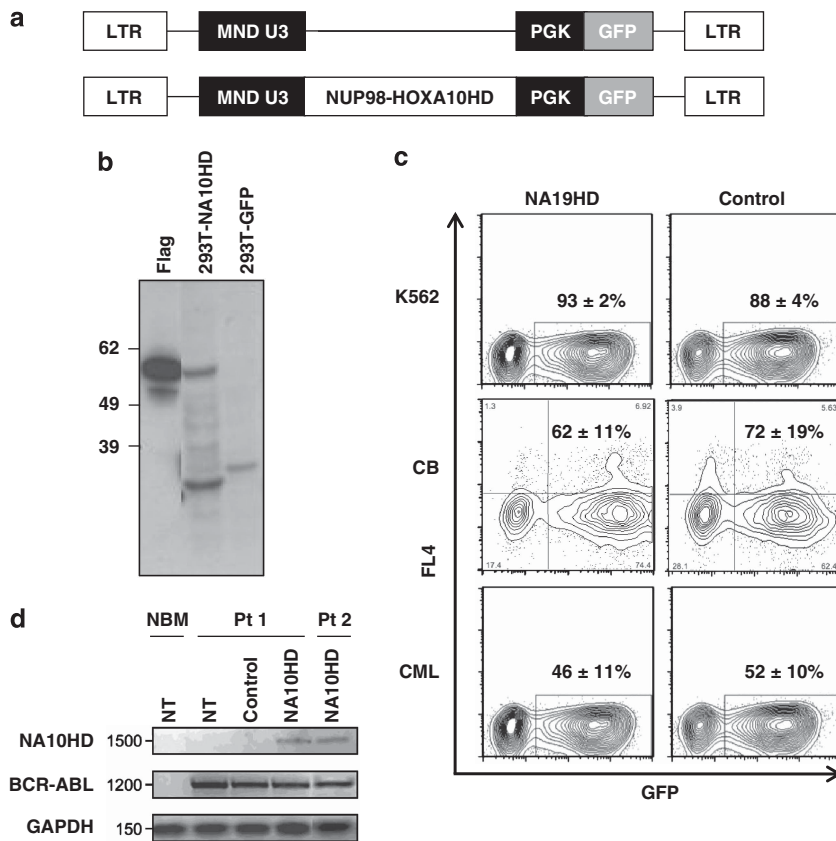 a
LTR MND U3 PGK GFP LTR
LTR MND U3 NUP98-HOXA10HD PGK GFP LTR
b
Flag
293T-NA10HD
293T-GFP
62
49
39
c
NA19HD Control
K562
93 ± 2% 88 ± 4%
CB
1.3 6.92 3.9 5.63
62 ± 11% 72 ± 19%
17.4 74.4 28.1 62.4
CML
46 ± 11% 52 ± 10%
FL4
GFP
d
NBM Pt 1 Pt 2
NT NT Control NA10HD NA10HD
NA10HD 1500
BCR-ABL 1200
GAPDH 150